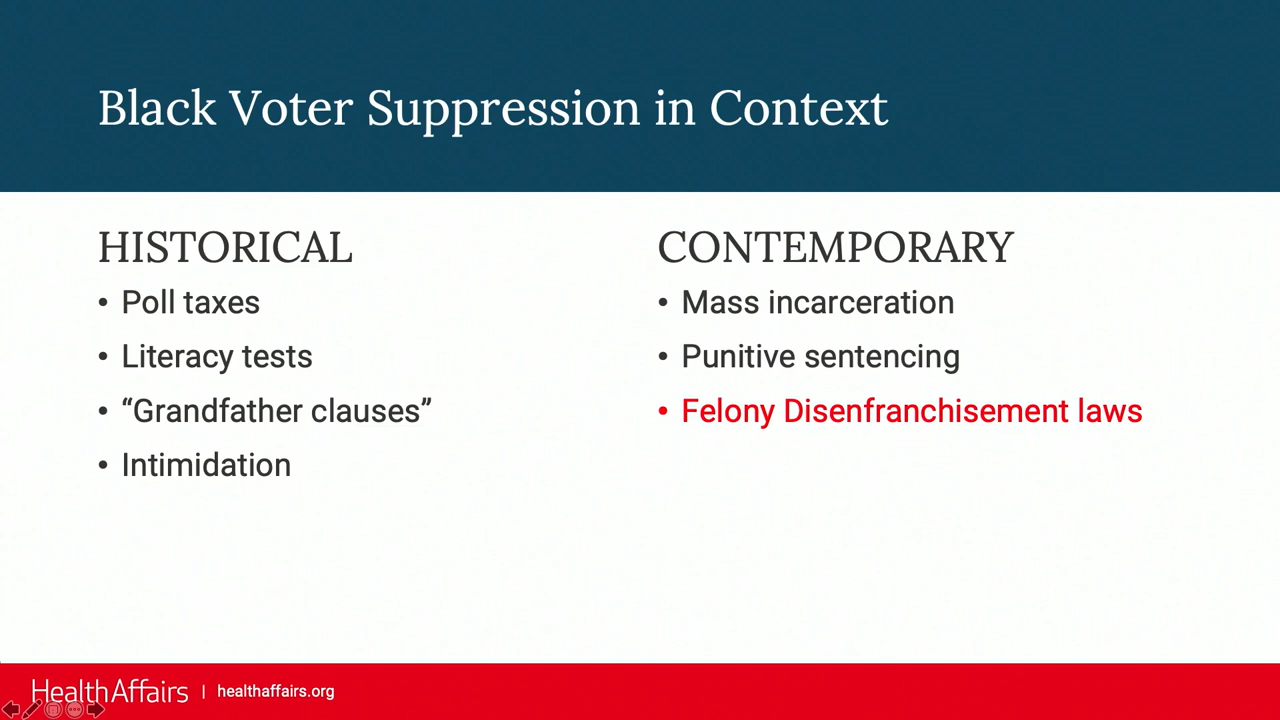 Black Voter Suppression in Context
HISTORICAL
• Poll taxes
• Literacy tests
• “Grandfather clauses”
• Intimidation
CONTEMPORARY
• Mass incarceration
• Punitive sentencing
• Felony Disenfranchisement laws
HealthAffairs | healthaffairs.org